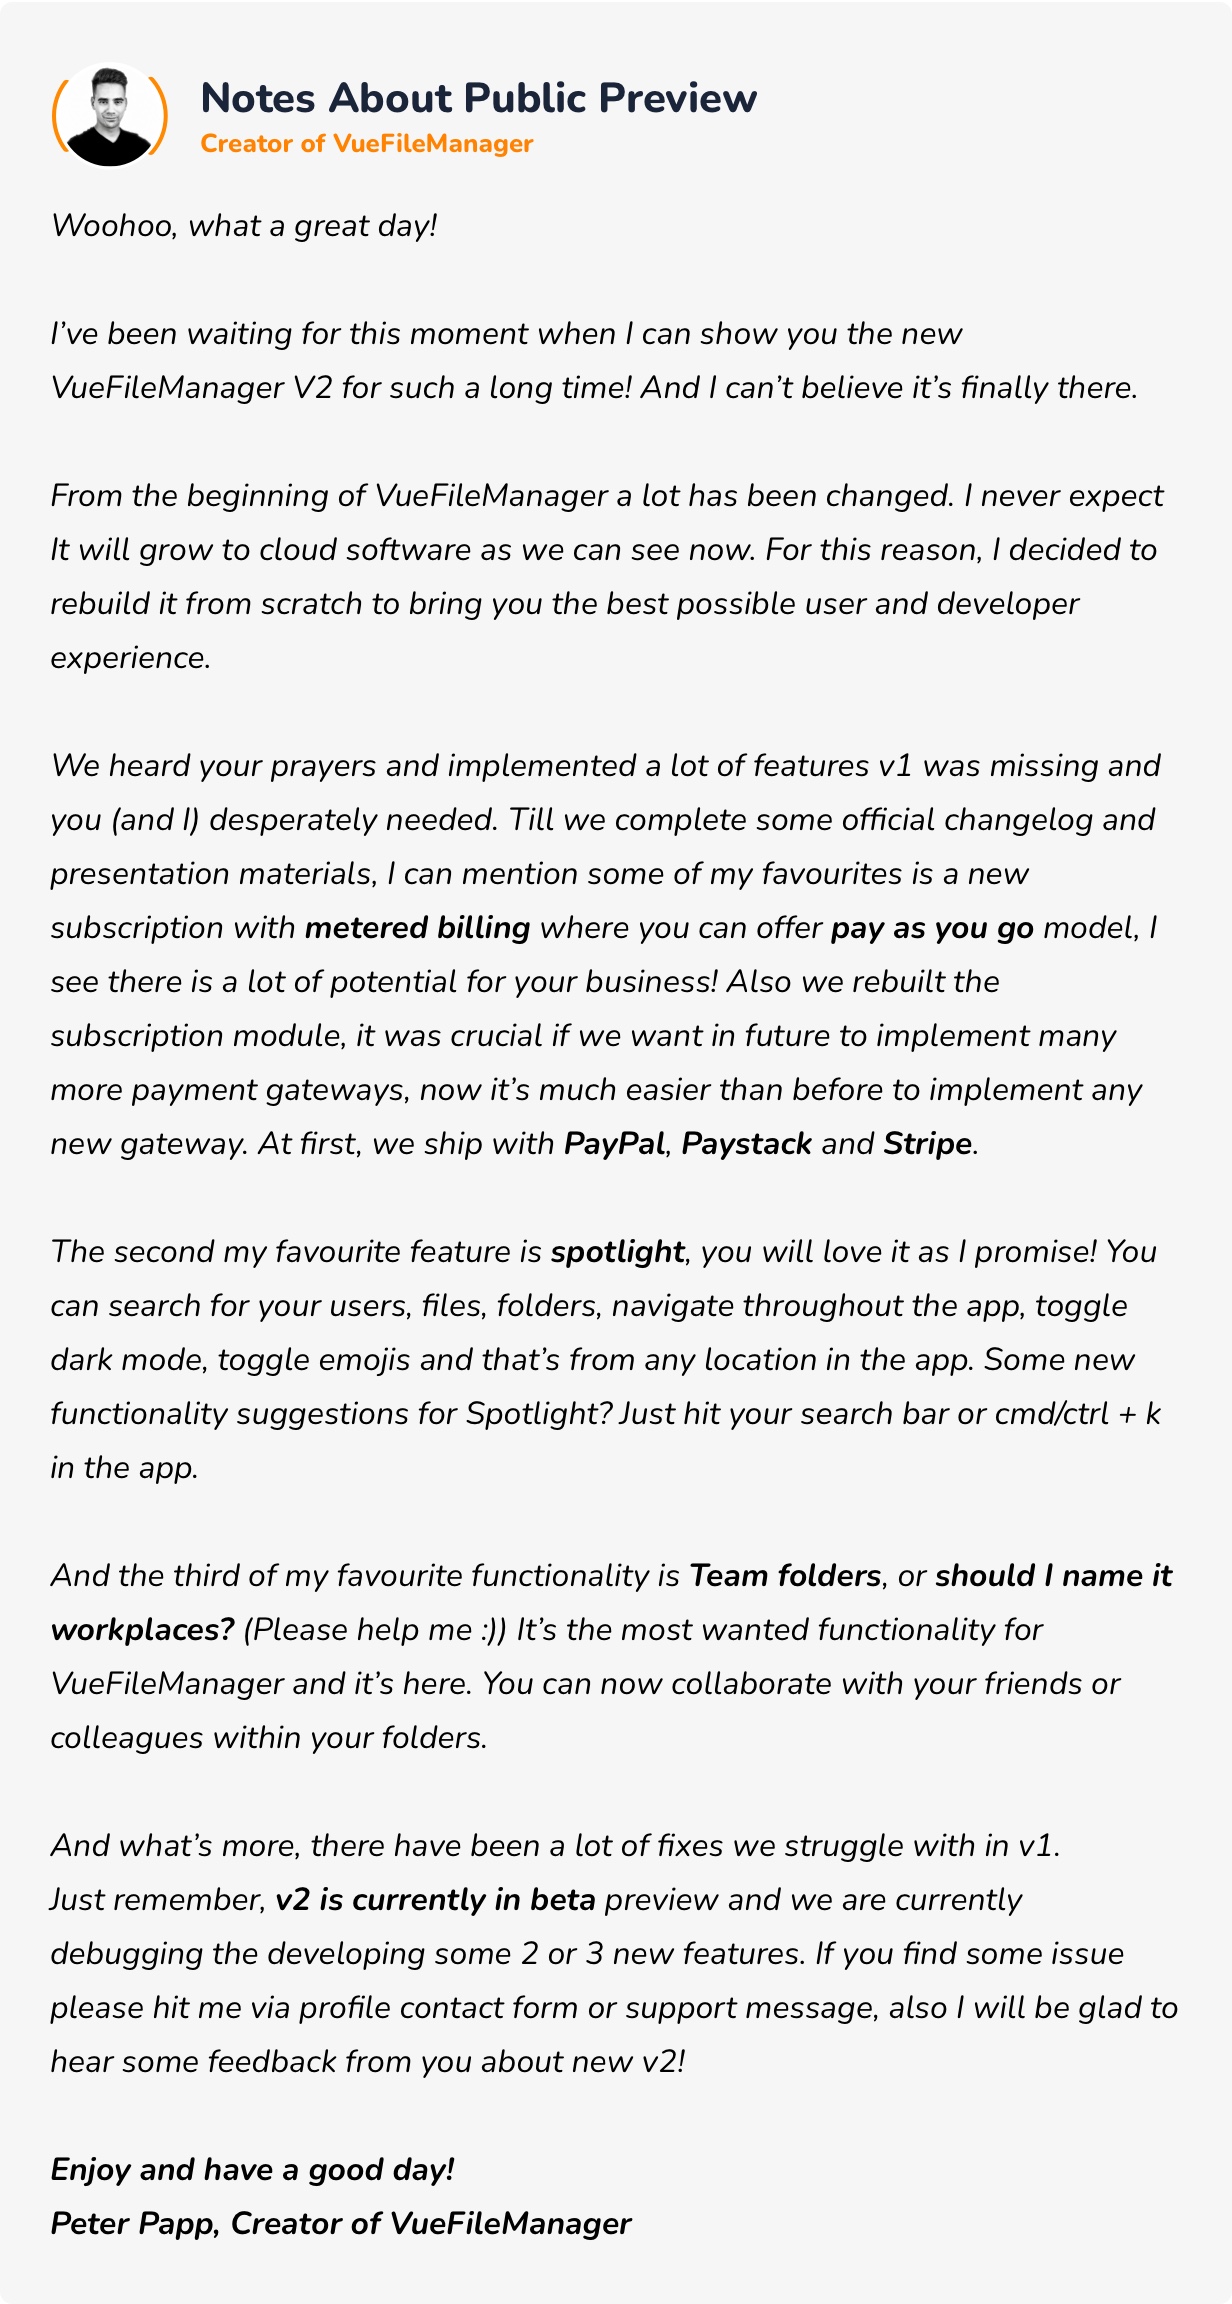 Notes About Public Preview
Creator of VueFileManager
Woohoo, what a great day!
I’ve been waiting for this moment when I can show you the new
VueFileManager V2 for such a long time! And I can’t believe it’s finally there.
From the beginning of VueFileManager a lot has been changed. I never expect
It will grow to cloud software as we can see now. For this reason, I decided to
rebuild it from scratch to bring you the best possible user and developer
experience.
We heard your prayers and implemented a lot of features v1 was missing and
you (and I) desperately needed. Till we complete some official changelog and
presentation materials, I can mention some of my favourites is a new
subscription with metered billing where you can offer pay as you go model, I
see there is a lot of potential for your business! Also we rebuilt the
subscription module, it was crucial if we want in future to implement many
more payment gateways, now it’s much easier than before to implement any
new gateway. At first, we ship with PayPal, Paystack and Stripe.
The second my favourite feature is spotlight, you will love it as I promise! You
can search for your users, files, folders, navigate throughout the app, toggle
dark mode, toggle emojis and that’s from any location in the app. Some new
functionality suggestions for Spotlight? Just hit your search bar or cmd/ctrl + k
in the app.
And the third of my favourite functionality is Team folders, or should I name it
workplaces? (Please help me :)) It’s the most wanted functionality for
VueFileManager and it’s here. You can now collaborate with your friends or
colleagues within your folders.
And what’s more, there have been a lot of fixes we struggle with in v1.
Just remember, v2 is currently in beta preview and we are currently
debugging the developing some 2 or 3 new features. If you find some issue
please hit me via profile contact form or support message, also I will be glad to
hear some feedback from you about new v2!
Enjoy and have a good day!
Peter Papp, Creator of VueFileManager